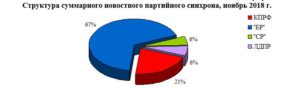 Структура суммарного новостного партийного синхрона, ноябрь 2018 г.
67%
6%
6%
21%
КПРФ
"ЕР"
"СР"
ЛДПР